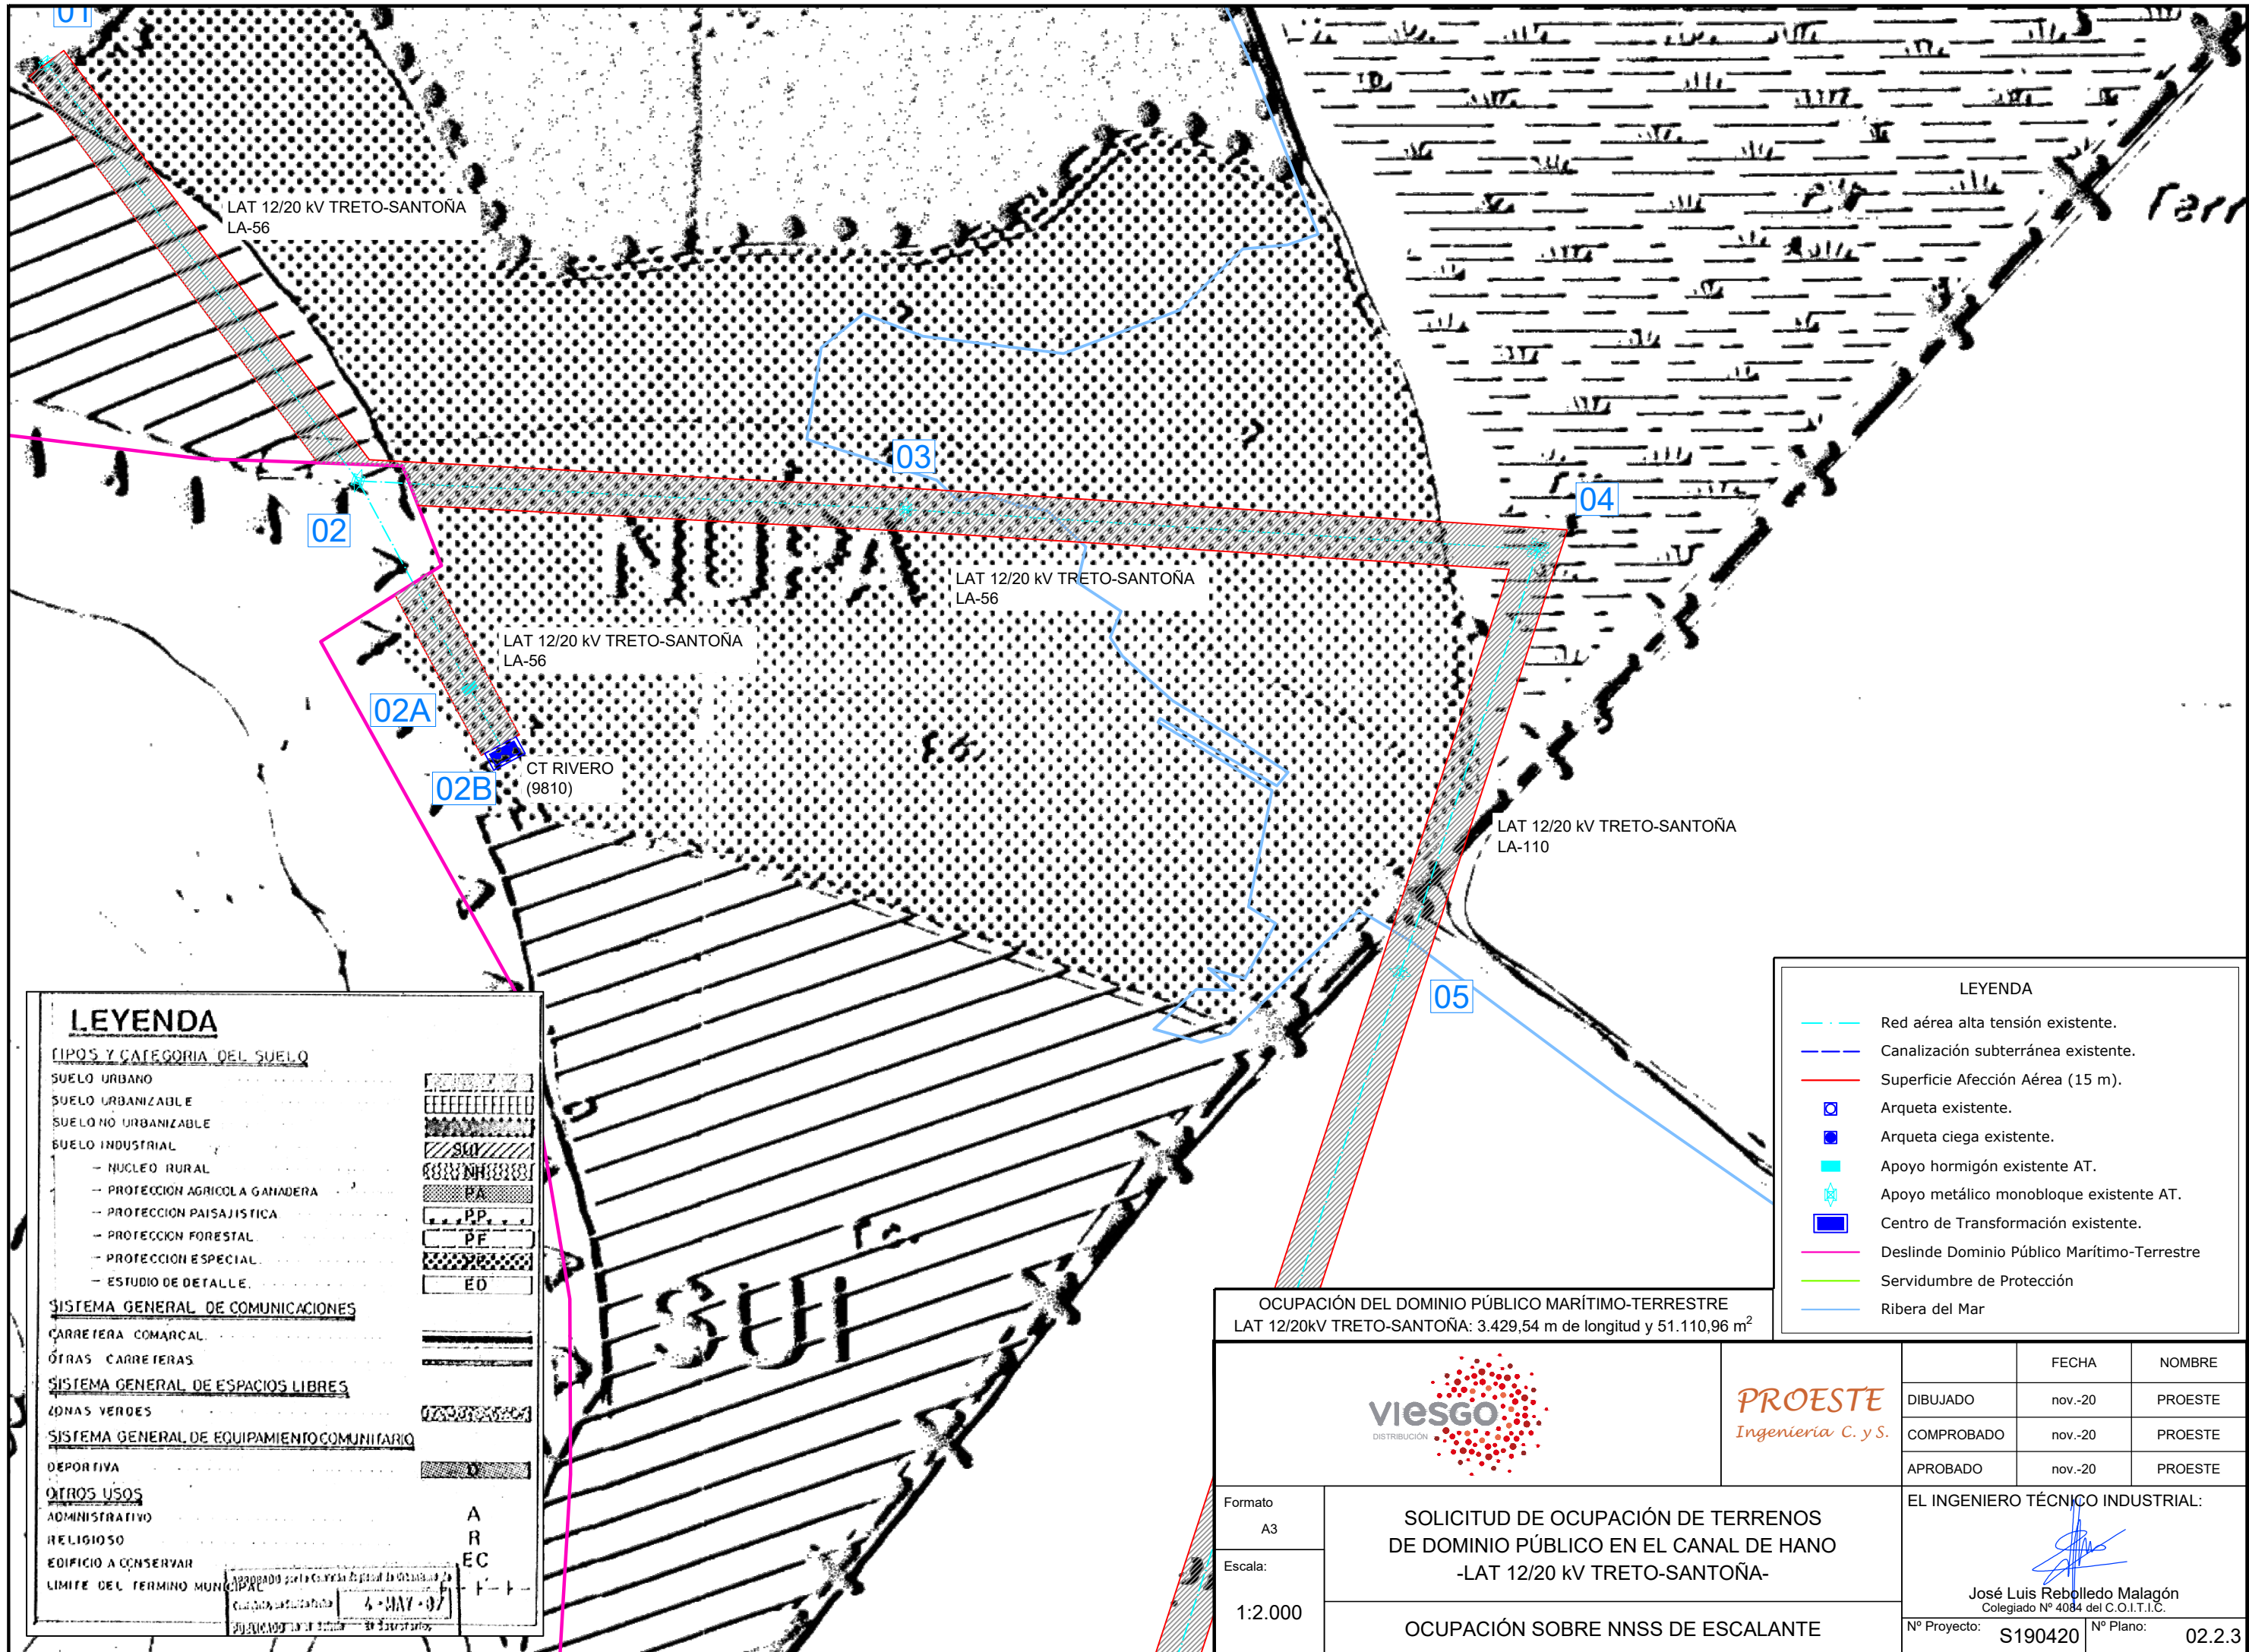 01
LAT 12/20 kV TRETO-SANTOÑA
LA-56
Terr
03
04
02
NUPA
LAT 12/20 kV TRETO-SANTOÑA
LA-56
LAT 12/20 kV TRETO-SANTOÑA
LA-56
02A
CT RIVERO
(9810)
02B
LAT 12/20 kV TRETO-SANTOÑA
LA-110
05
SUI
LEYENDA
TIPOS Y CATEGORIA DEL SUELO
SUELO URBANO
SUELO URBANIZABLE
SUELO NO URBANIZABLE
SUELO INDUSTRIAL SUI
- NUCLEO RURAL NR
- PROTECCION AGRICOLA GANADERA PA
- PROTECCION PAISAJISTICA PP
- PROTECCION FORESTAL PF
- PROTECCION ESPECIAL
- ESTUDIO DE DETALLE. ED
SISTEMA GENERAL DE COMUNICACIONES
CARRETERA COMARCAL
OTRAS CARRETERAS
SISTEMA GENERAL DE ESPACIOS LIBRES
ZONAS VERDES
SISTEMA GENERAL DE EQUIPAMIENTO COMUNITARIO
DEPORTIVA D
OTROS USOS
ADMINISTRATIVO A
RELIGIOSO R
EDIFICIO A CONSERVAR EC
LIMITE DEL TERMINO MUNICIPAL
LEYENDA
Red aérea alta tensión existente.
Canalización subterránea existente.
Superficie Afección Aérea (15 m).
Arqueta existente.
Arqueta ciega existente.
Apoyo hormigón existente AT.
Apoyo metálico monobloque existente AT.
Centro de Transformación existente.
Deslinde Dominio Público Marítimo-Terrestre
Servidumbre de Protección
Ribera del Mar
OCUPACIÓN DEL DOMINIO PÚBLICO MARÍTIMO-TERRESTRE
LAT 12/20kV TRETO-SANTOÑA: 3.429,54 m de longitud y 51.110,96 m²
viesgo
DISTRIBUCIÓN
PROESTE
Ingeniería C. y S.
FECHA NOMBRE
DIBUJADO nov.-20 PROESTE
COMPROBADO nov.-20 PROESTE
APROBADO nov.-20 PROESTE
Formato
A3
Escala:
1:2.000
SOLICITUD DE OCUPACIÓN DE TERRENOS
DE DOMINIO PÚBLICO EN EL CANAL DE HANO
-LAT 12/20 kV TRETO-SANTOÑA-
OCUPACIÓN SOBRE NNSS DE ESCALANTE
EL INGENIERO TÉCNICO INDUSTRIAL:
José Luis Rebolledo Malagón
Colegiado Nº 4084 del C.O.I.T.I.C.
Nº Proyecto: S190420 Nº Plano: 02.2.3